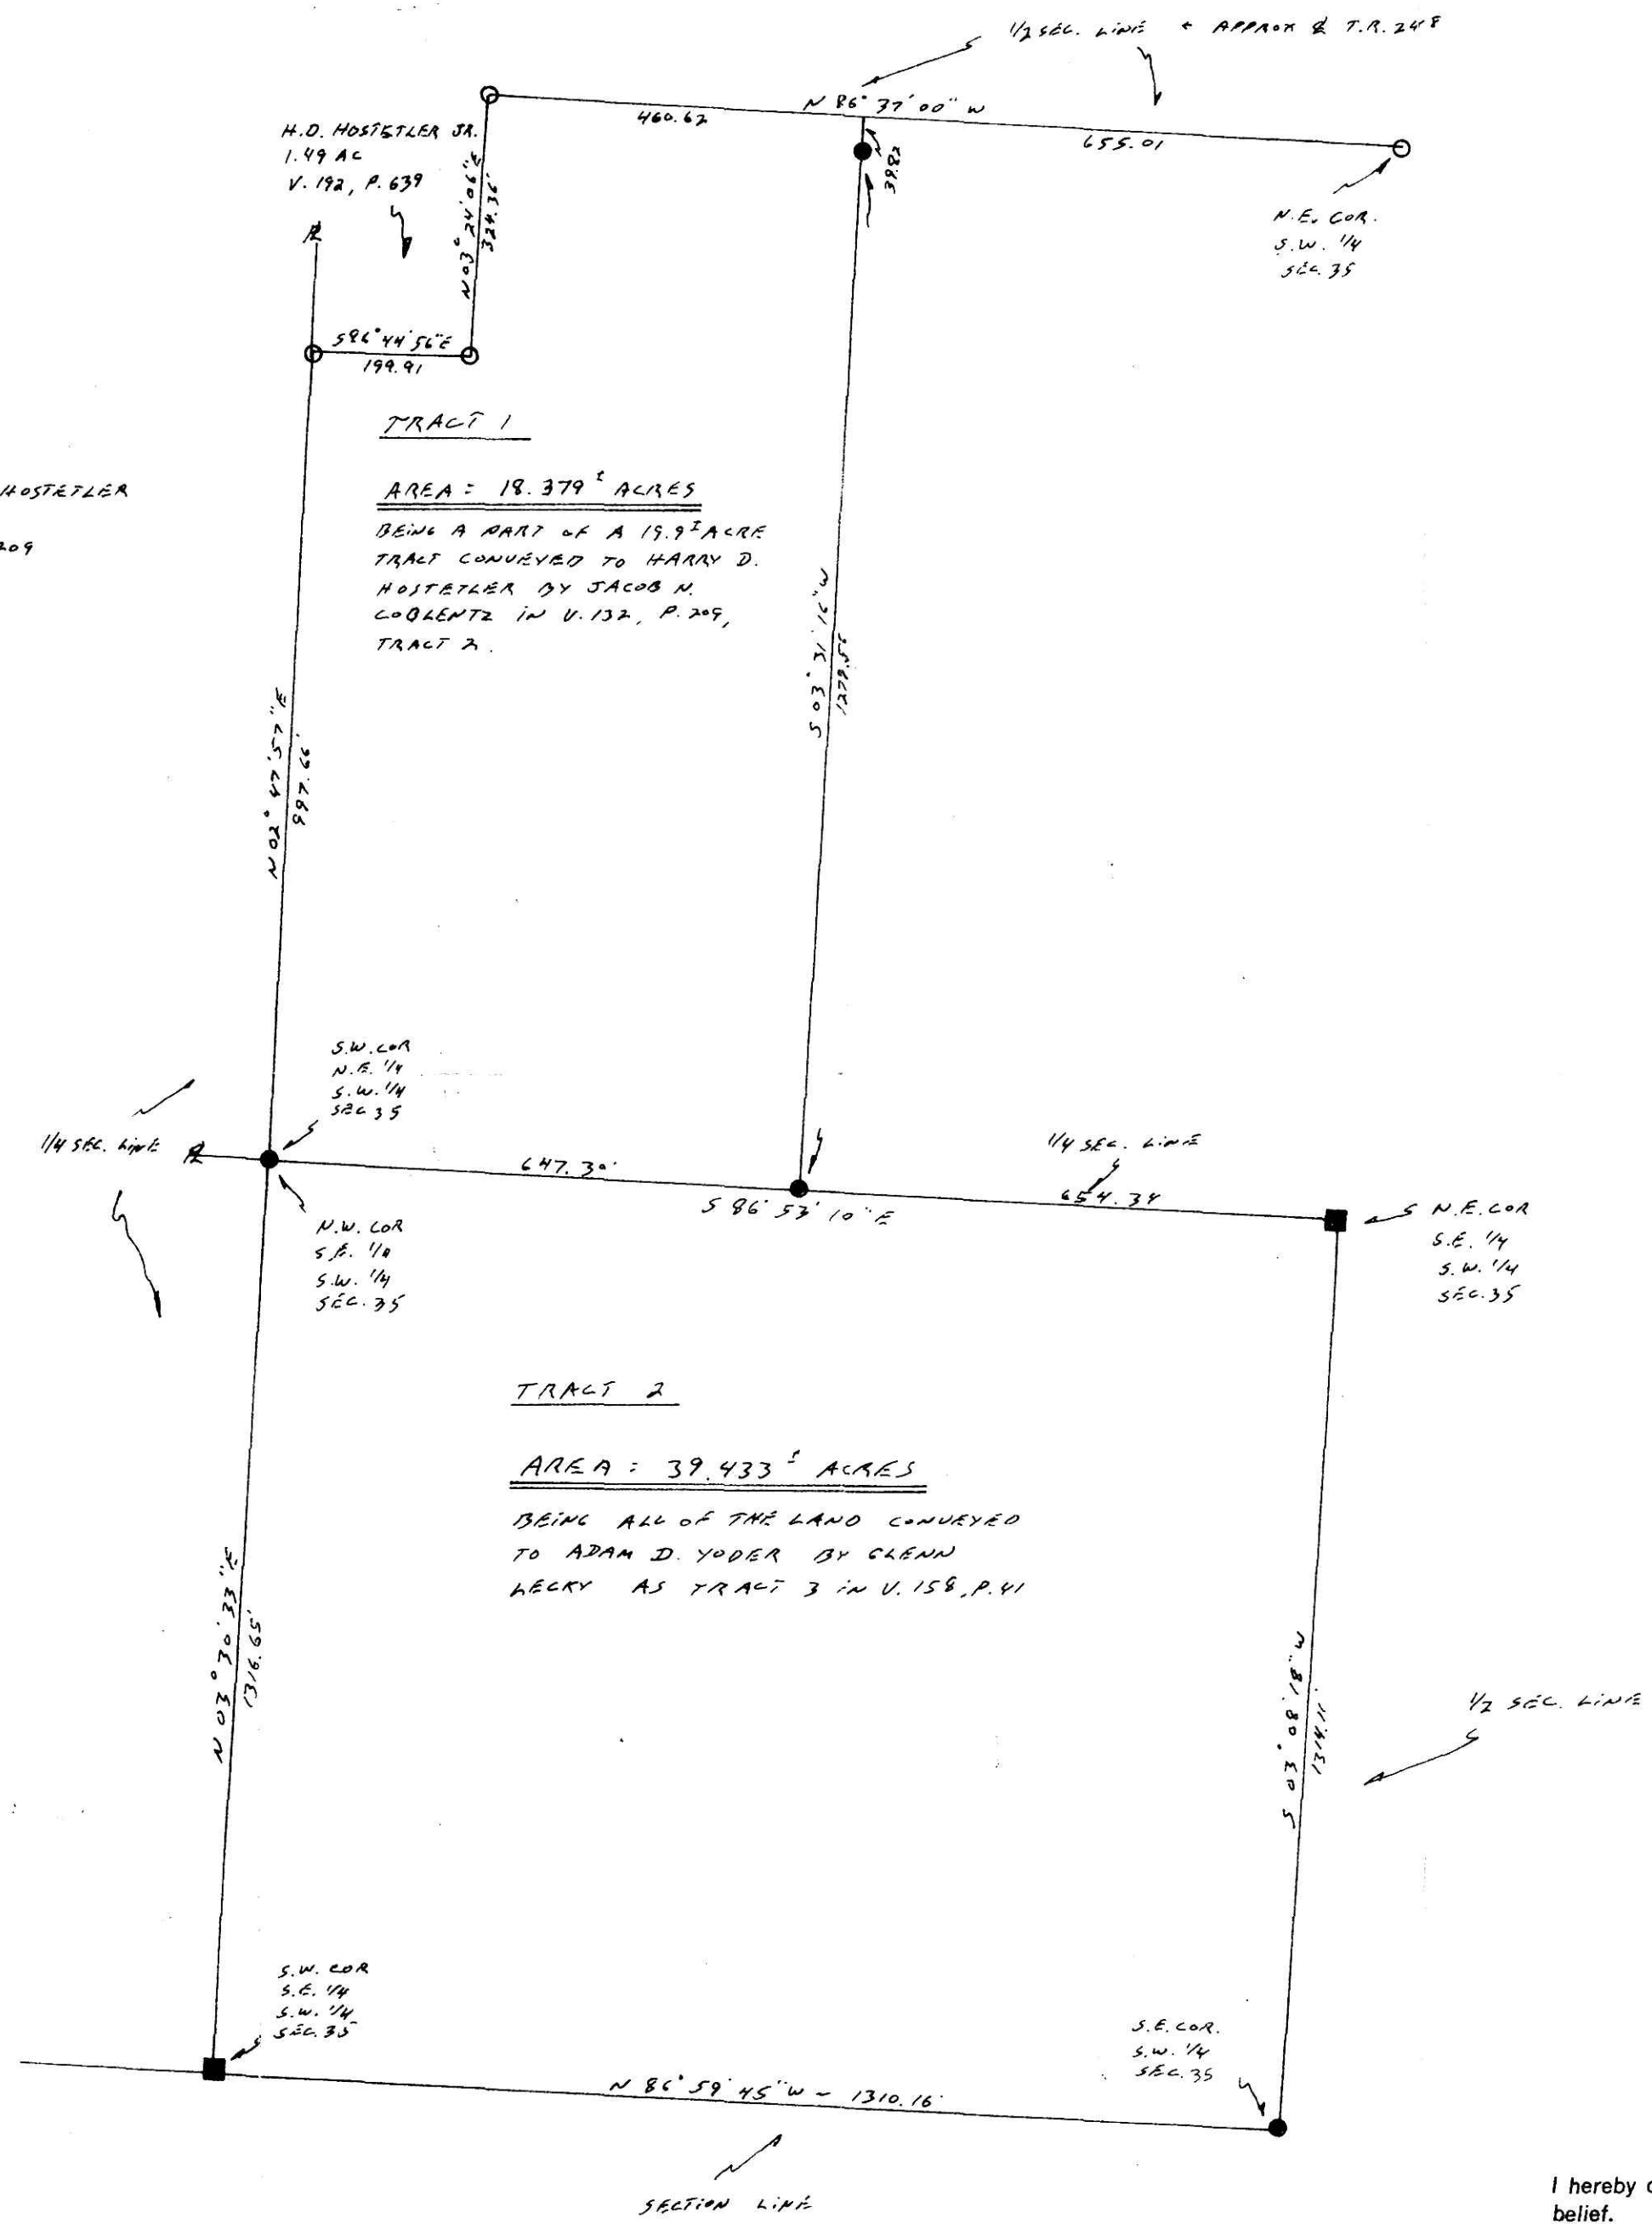 1/2 SEC. LINE + APPROX ℄ T.R. 248
N 86° 37' 00" W
460.62
655.01
39.82
H.D. HOSTETLER JR.
1.49 AC
V. 192, P. 639
N 03° 24' 06" E
324.36'
N.E. COR.
S.W. 1/4
SEC. 35
S 86° 44' 56" E
199.91
TRACT 1
AREA = 18.379 ± ACRES
BEING A PART OF A 19.9 ± ACRE
TRACT CONVEYED TO HARRY D.
HOSTETLER BY JACOB N.
COBLENTZ IN V. 132, P. 209,
TRACT 2.
HOSTETLER
209
S 03° 31' 16" W
N 02° 47' 57" E
997.66'
S.W. COR
N.E. 1/4
S.W. 1/4
SEC 35
1/4 SEC. LINE
647.30'
1/4 SEC. LINE
654.34
S 86° 53' 10" E
N.W. COR
S.E. 1/4
S.W. 1/4
SEC. 35
N.E. COR
S.E. 1/4
S.W. 1/4
SEC. 35
TRACT 2
AREA = 39.433 ± ACRES
BEING ALL OF THE LAND CONVEYED
TO ADAM D. YODER BY GLENN
LECKY AS TRACT 3 IN V. 158, P. 41
N 03° 30' 33" E
1316.65'
S 03° 08' 18" W
1314.11'
1/2 SEC. LINE
S.W. COR
S.E. 1/4
S.W. 1/4
SEC. 35
S.E. COR.
S.W. 1/4
SEC. 35
N 86° 59' 45" W - 1310.16'
SECTION LINE
I hereby
belief.